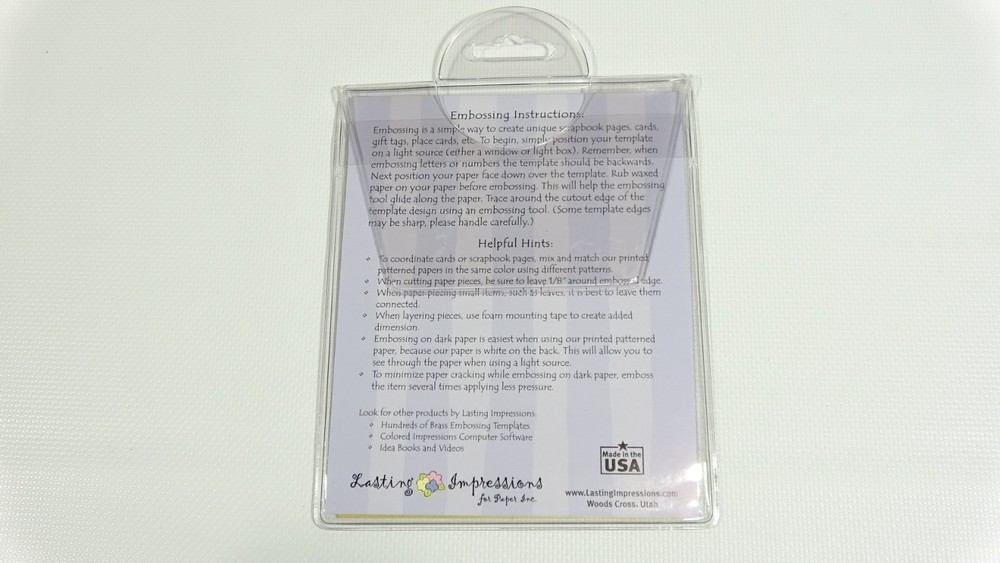 Embossing Instructions:
Embossing is a simple way to create unique scrapbook pages, cards,
gift tags, place cards, etc. To begin, simply position your template
on a light source (either a window or light box). Remember, when
embossing letters or numbers the template should be backwards.
Next position your paper face down over the template. Rub waxed
paper on your paper before embossing. This will help the embossing
tool glide along the paper. Trace around the cutout edge of the
template design using an embossing tool. (Some template edges
may be sharp, please handle carefully.)
Helpful Hints:
To coordinate cards or scrapbook pages, mix and match our printed
patterned papers in the same color using different patterns.
When cutting paper pieces, be sure to leave 1/8" around embossed edge.
When paper piecing small items, such as leaves, it is best to leave them
connected.
When layering pieces, use foam mounting tape to create added
dimension.
Embossing on dark paper is easiest when using our printed patterned
paper, because our paper is white on the back. This will allow you to
see through the paper when using a light source.
To minimize paper cracking while embossing on dark paper, emboss
the item several times applying less pressure.
Look for other products by Lasting Impressions:
Hundreds of Brass Embossing Templates
Colored Impressions Computer Software
Idea Books and Videos
Made in the
USA
Lasting Impressions
for Paper Inc.
www.LastingImpressions.com
Woods Cross, Utah